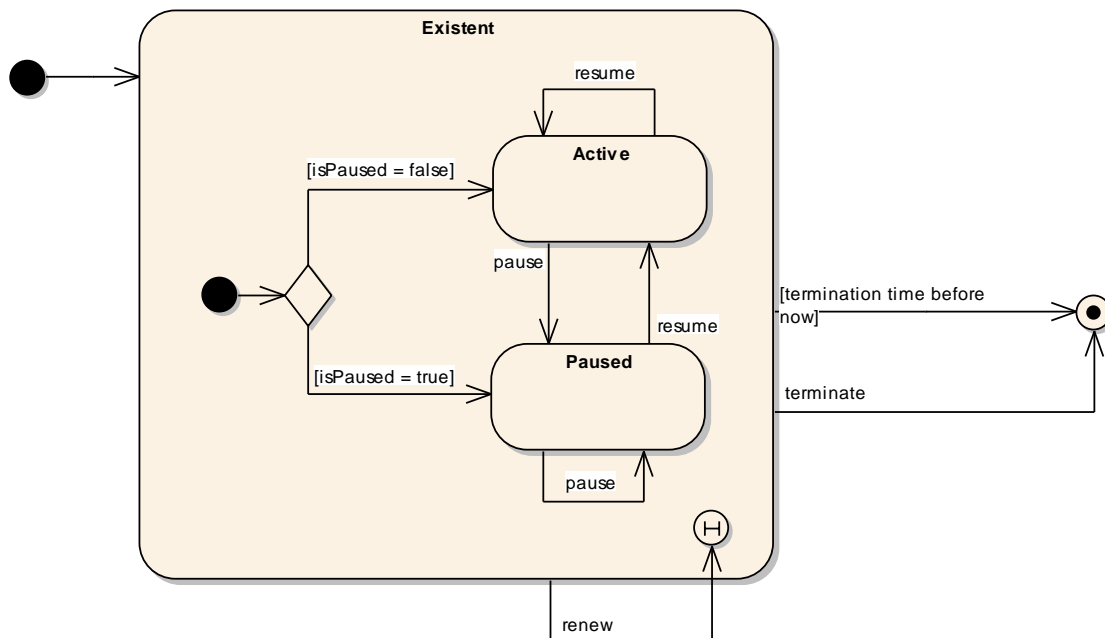 Existent
resume
Active
[isPaused = false]
pause
[termination time before
now]
resume
Paused
[isPaused = true]
terminate
pause
H
renew